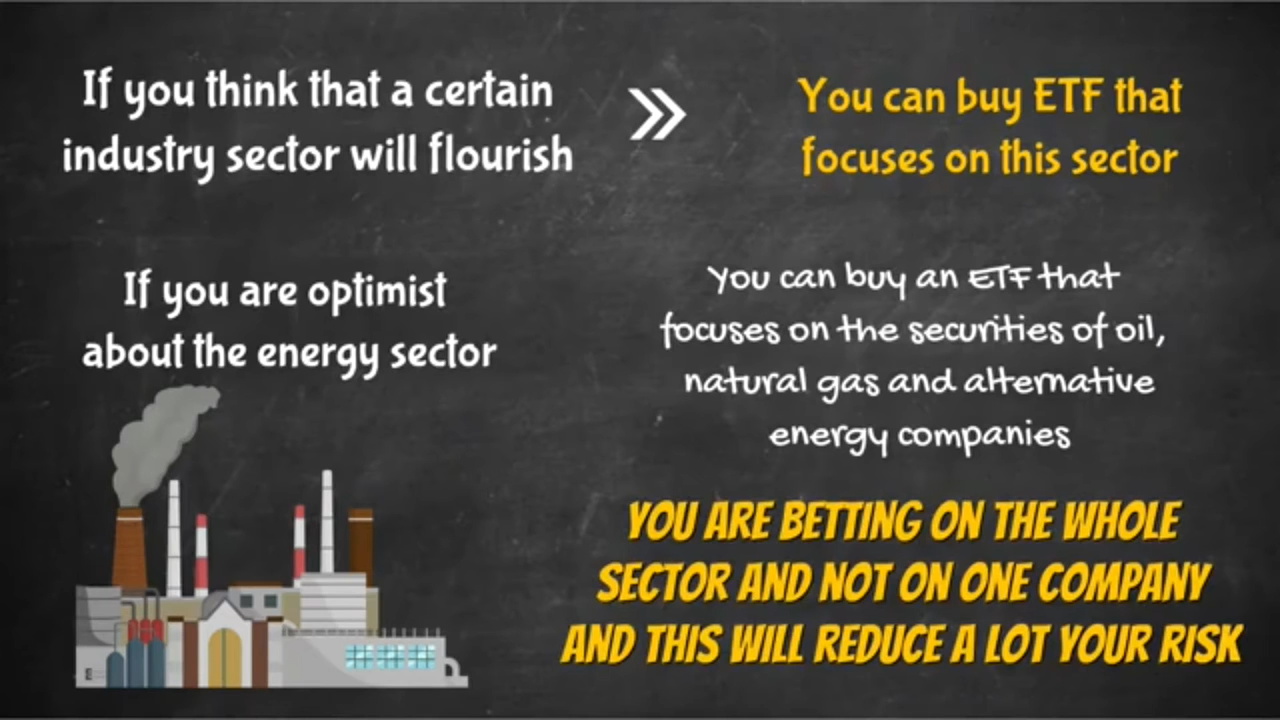 If you think that a certain
industry sector will flourish
You can buy ETF that
focuses on this sector
If you are optimist
about the energy sector
You can buy an ETF that
focuses on the securities of oil,
natural gas and alternative
energy companies
YOU ARE BETTING ON THE WHOLE
SECTOR AND NOT ON ONE COMPANY
AND THIS WILL REDUCE A LOT YOUR RISK